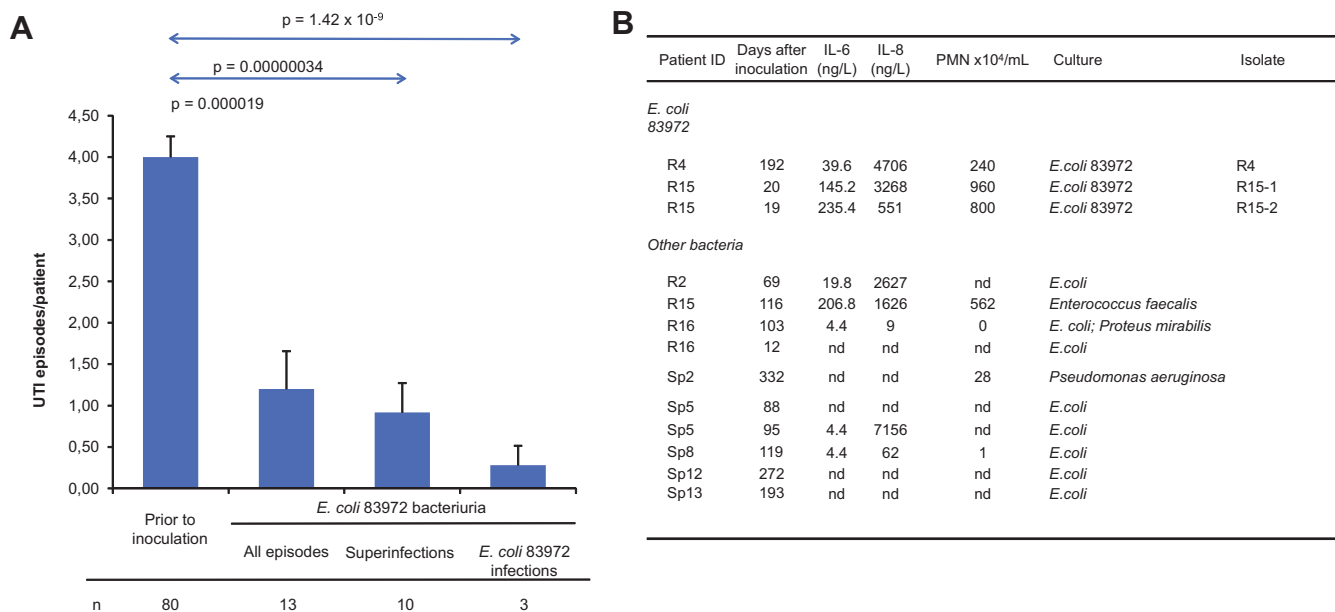 A
p = 1.42 x 10-9
p = 0.00000034
p = 0.000019
UTI episodes/patient
4,50
4,00
3,50
3,00
2,50
2,00
1,50
1,00
0,50
0,00
Prior to
inoculation
E. coli 83972 bacteriuria
All episodes Superinfections E. coli 83972
infections
n 80 13 10 3
B
Patient ID Days after inoculation IL-6 (ng/L) IL-8 (ng/L) PMN x10⁴/mL Culture Isolate
E. coli
83972
R4 192 39.6 4706 240 E.coli 83972 R4
R15 20 145.2 3268 960 E.coli 83972 R15-1
R15 19 235.4 551 800 E.coli 83972 R15-2
Other bacteria
R2 69 19.8 2627 nd E.coli
R15 116 206.8 1626 562 Enterococcus faecalis
R16 103 4.4 9 0 E. coli; Proteus mirabilis
R16 12 nd nd nd E.coli
Sp2 332 nd nd 28 Pseudomonas aeruginosa
Sp5 88 nd nd nd E.coli
Sp5 95 4.4 7156 nd E.coli
Sp8 119 4.4 62 1 E.coli
Sp12 272 nd nd nd E.coli
Sp13 193 nd nd nd E.coli